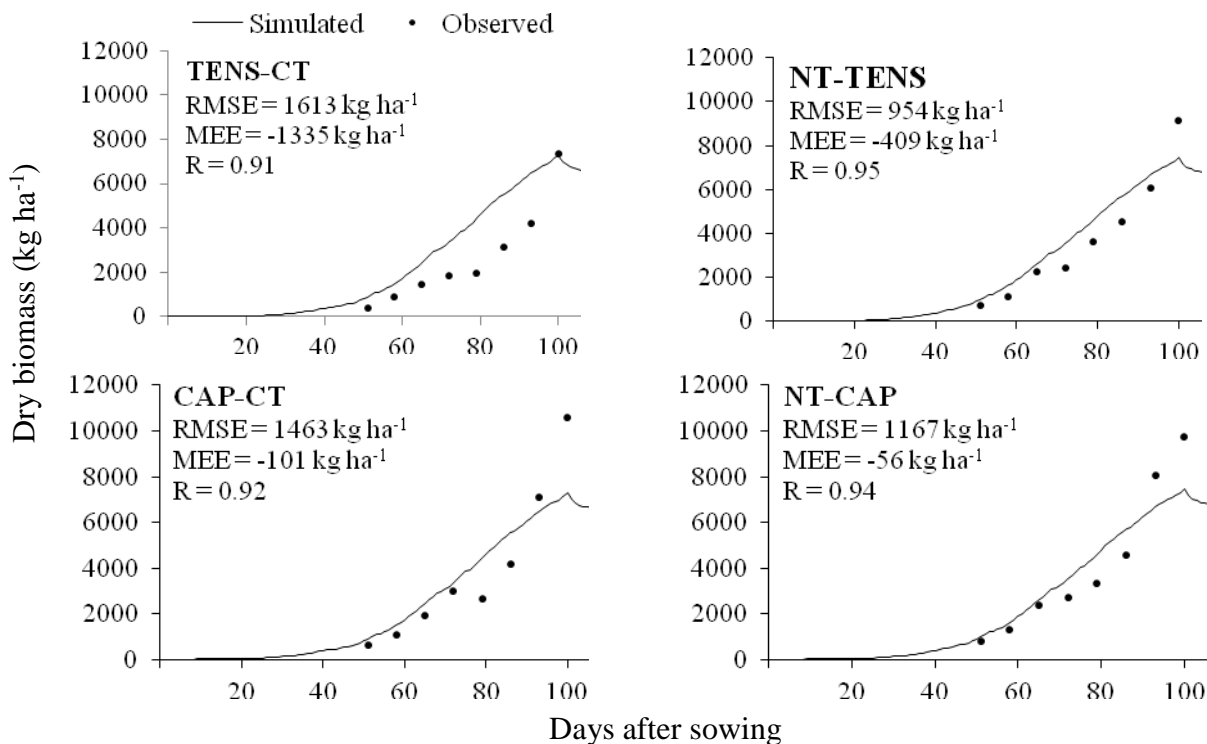 Simulated Observed
Dry biomass (kg ha⁻¹)
12000
10000
8000
6000
4000
2000
0
TENS-CT
RMSE = 1613 kg ha⁻¹
MEE = -1335 kg ha⁻¹
R = 0.91
20 40 60 80 100
12000
10000
8000
6000
4000
2000
0
NT-TENS
RMSE = 954 kg ha⁻¹
MEE = -409 kg ha⁻¹
R = 0.95
20 40 60 80 100
12000
10000
8000
6000
4000
2000
0
CAP-CT
RMSE = 1463 kg ha⁻¹
MEE = -101 kg ha⁻¹
R = 0.92
20 40 60 80 100
12000
10000
8000
6000
4000
2000
0
NT-CAP
RMSE = 1167 kg ha⁻¹
MEE = -56 kg ha⁻¹
R = 0.94
20 40 60 80 100
Days after sowing